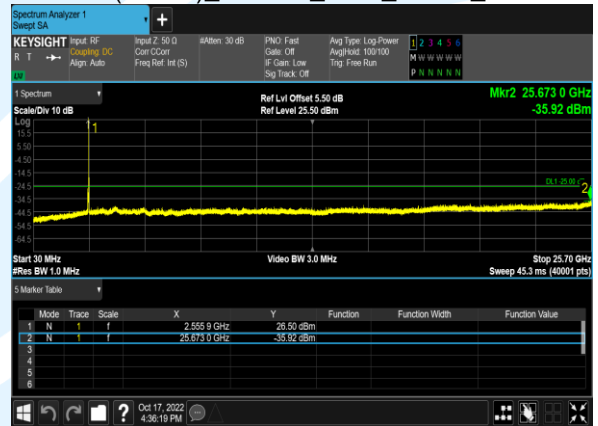 Spectrum Analyzer 1
Swept SA
+
KEYSIGHT Input: RF Input Z: 50 Ω #Atten: 30 dB PNO: Fast Avg Type: Log-Power 1 2 3 4 5 6
R T Coupling: DC Corr CCorr Gate: Off Avg|Hold: 100/100 M W W W W W
Align: Auto Freq Ref: Int (S) IF Gain: Low Trig: Free Run P N N N N N
LU Sig Track: Off
1 Spectrum Ref Lvl Offset 5.50 dB Mkr2 25.673 0 GHz
Scale/Div 10 dB Ref Level 25.50 dBm -35.92 dBm
Log 1
15.5
5.50
-4.50
-14.5
-24.5 DL1 -25.00 2
-34.5
-44.5
-54.5
-64.5
Start 30 MHz Video BW 3.0 MHz Stop 25.70 GHz
#Res BW 1.0 MHz Sweep 45.3 ms (40001 pts)
5 Marker Table
Mode Trace Scale X Y Function Function Width Function Value
1 N 1 f 2.555 9 GHz 26.50 dBm
2 N 1 f 25.673 0 GHz -35.92 dBm
3
4
5
6
? Oct 17, 2022
4:36:19 PM